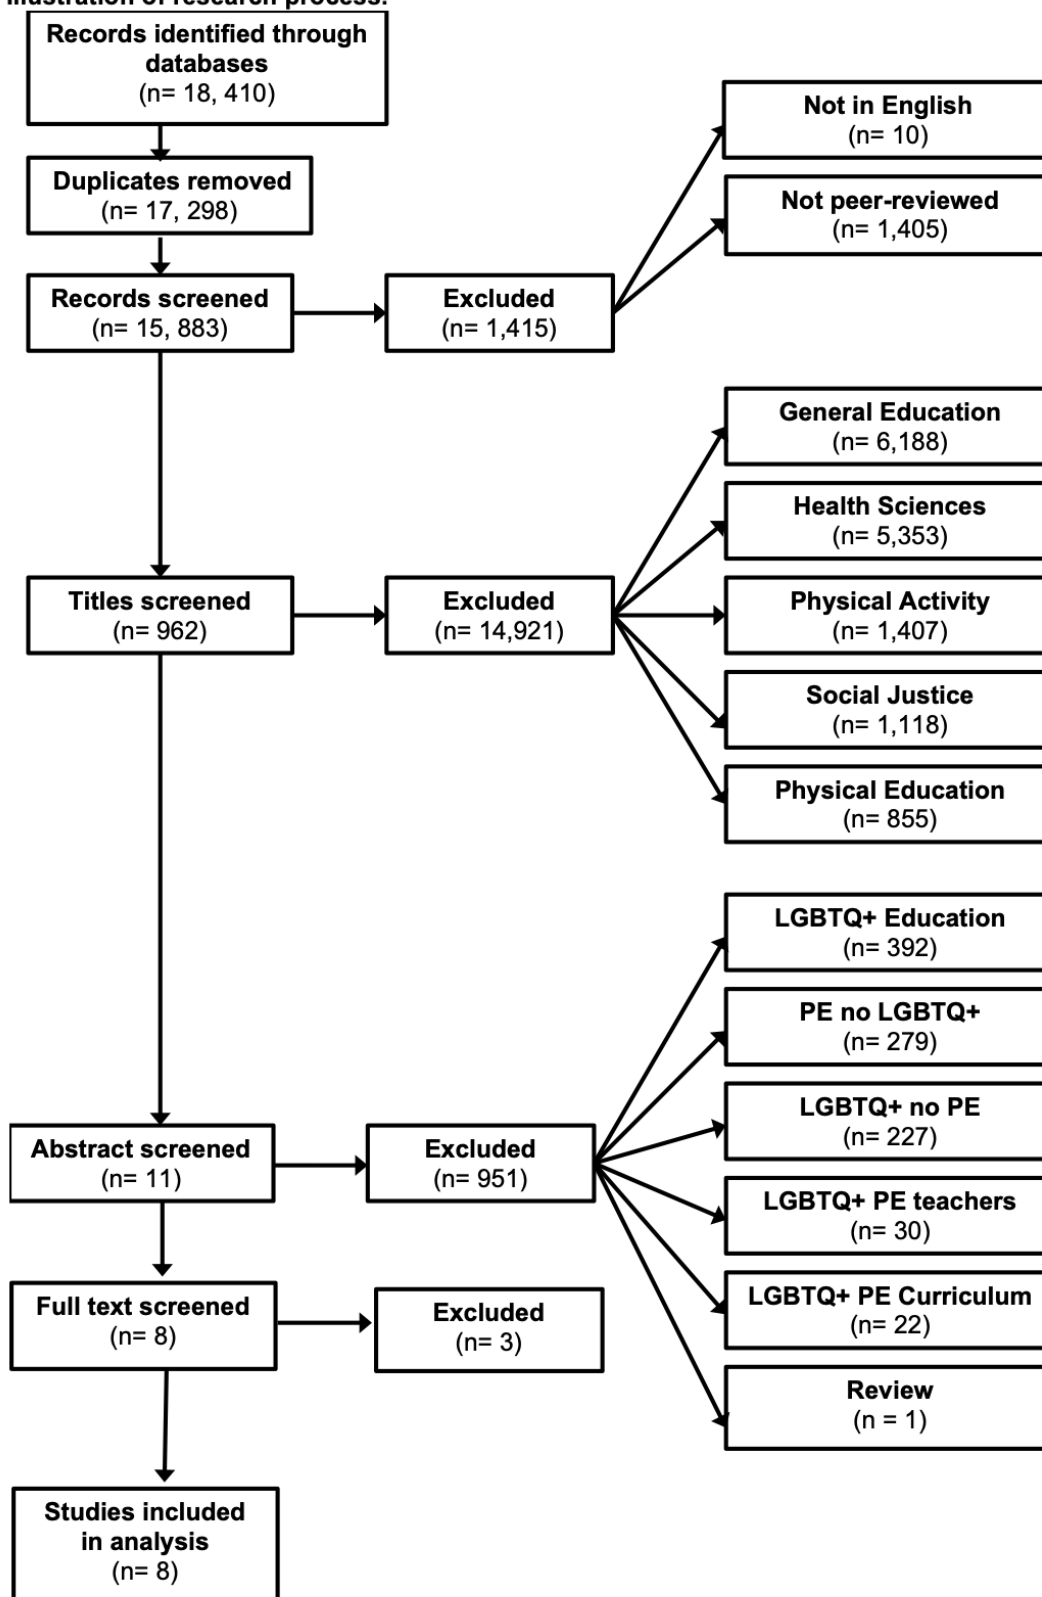 Illustration of research process.
Records identified through
databases
(n= 18, 410)
Duplicates removed
(n= 17, 298)
Records screened
(n= 15, 883)
Excluded
(n= 1,415)
Not in English
(n= 10)
Not peer-reviewed
(n= 1,405)
Titles screened
(n= 962)
Excluded
(n= 14,921)
General Education
(n= 6,188)
Health Sciences
(n= 5,353)
Physical Activity
(n= 1,407)
Social Justice
(n= 1,118)
Physical Education
(n= 855)
Abstract screened
(n= 11)
Excluded
(n= 951)
LGBTQ+ Education
(n= 392)
PE no LGBTQ+
(n= 279)
LGBTQ+ no PE
(n= 227)
LGBTQ+ PE teachers
(n= 30)
LGBTQ+ PE Curriculum
(n= 22)
Review
(n = 1)
Full text screened
(n= 8)
Excluded
(n= 3)
Studies included
in analysis
(n= 8)